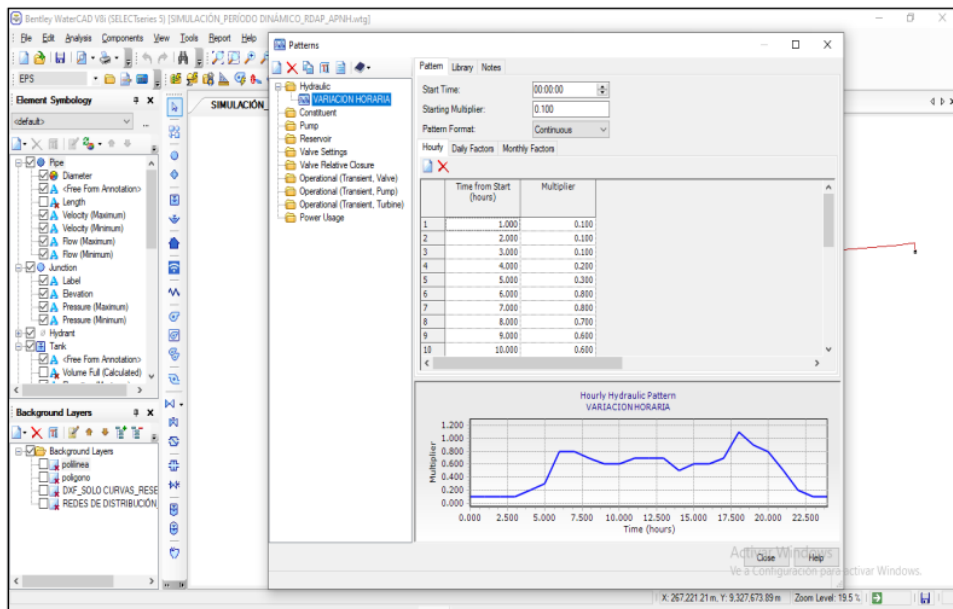 Bentley WaterCAD V8i (SELECTseries 5) [SIMULACIÓN_PERÍODO DINÁMICO_RDAP_APNH.wtg]
File Edit Analysis Components View Tools Report Help
EPS
Element Symbology
<default>
Pipe
Diameter
<Free Form Annotation>
Length
Velocity (Maximum)
Velocity (Minimum)
Flow (Maximum)
Flow (Minimum)
Junction
Label
Elevation
Pressure (Maximum)
Pressure (Minimum)
Hydrant
Tank
<Free Form Annotation>
Volume Full (Calculated)
Background Layers
Background Layers
polilinea
poligono
DXF_SOLO CURVAS_RESE
REDES DE DISTRIBUCIÓN
SIMULACIÓN_
Patterns
Hydraulic
VARIACION HORARIA
Constituent
Pump
Reservoir
Valve Settings
Valve Relative Closure
Operational (Transient, Valve)
Operational (Transient, Pump)
Operational (Transient, Turbine)
Power Usage
Pattern Library Notes
Start Time: 00:00:00
Starting Multiplier: 0.100
Pattern Format: Continuous
Hourly Daily Factors Monthly Factors
Time from Start (hours) Multiplier
1 1.000 0.100
2 2.000 0.100
3 3.000 0.100
4 4.000 0.200
5 5.000 0.300
6 6.000 0.800
7 7.000 0.800
8 8.000 0.700
9 9.000 0.600
10 10.000 0.600
Hourly Hydraulic Pattern
VARIACION HORARIA
Multiplier
1.200
1.000
0.800
0.600
0.400
0.200
0.000
0.000 2.500 5.000 7.500 10.000 12.500 15.000 17.500 20.000 22.500
Time (hours)
Close Help
Activar Windows
Ve a Configuración para activar Windows.
X: 267,221.21 m, Y: 9,327,673.89 m Zoom Level: 19.5 %